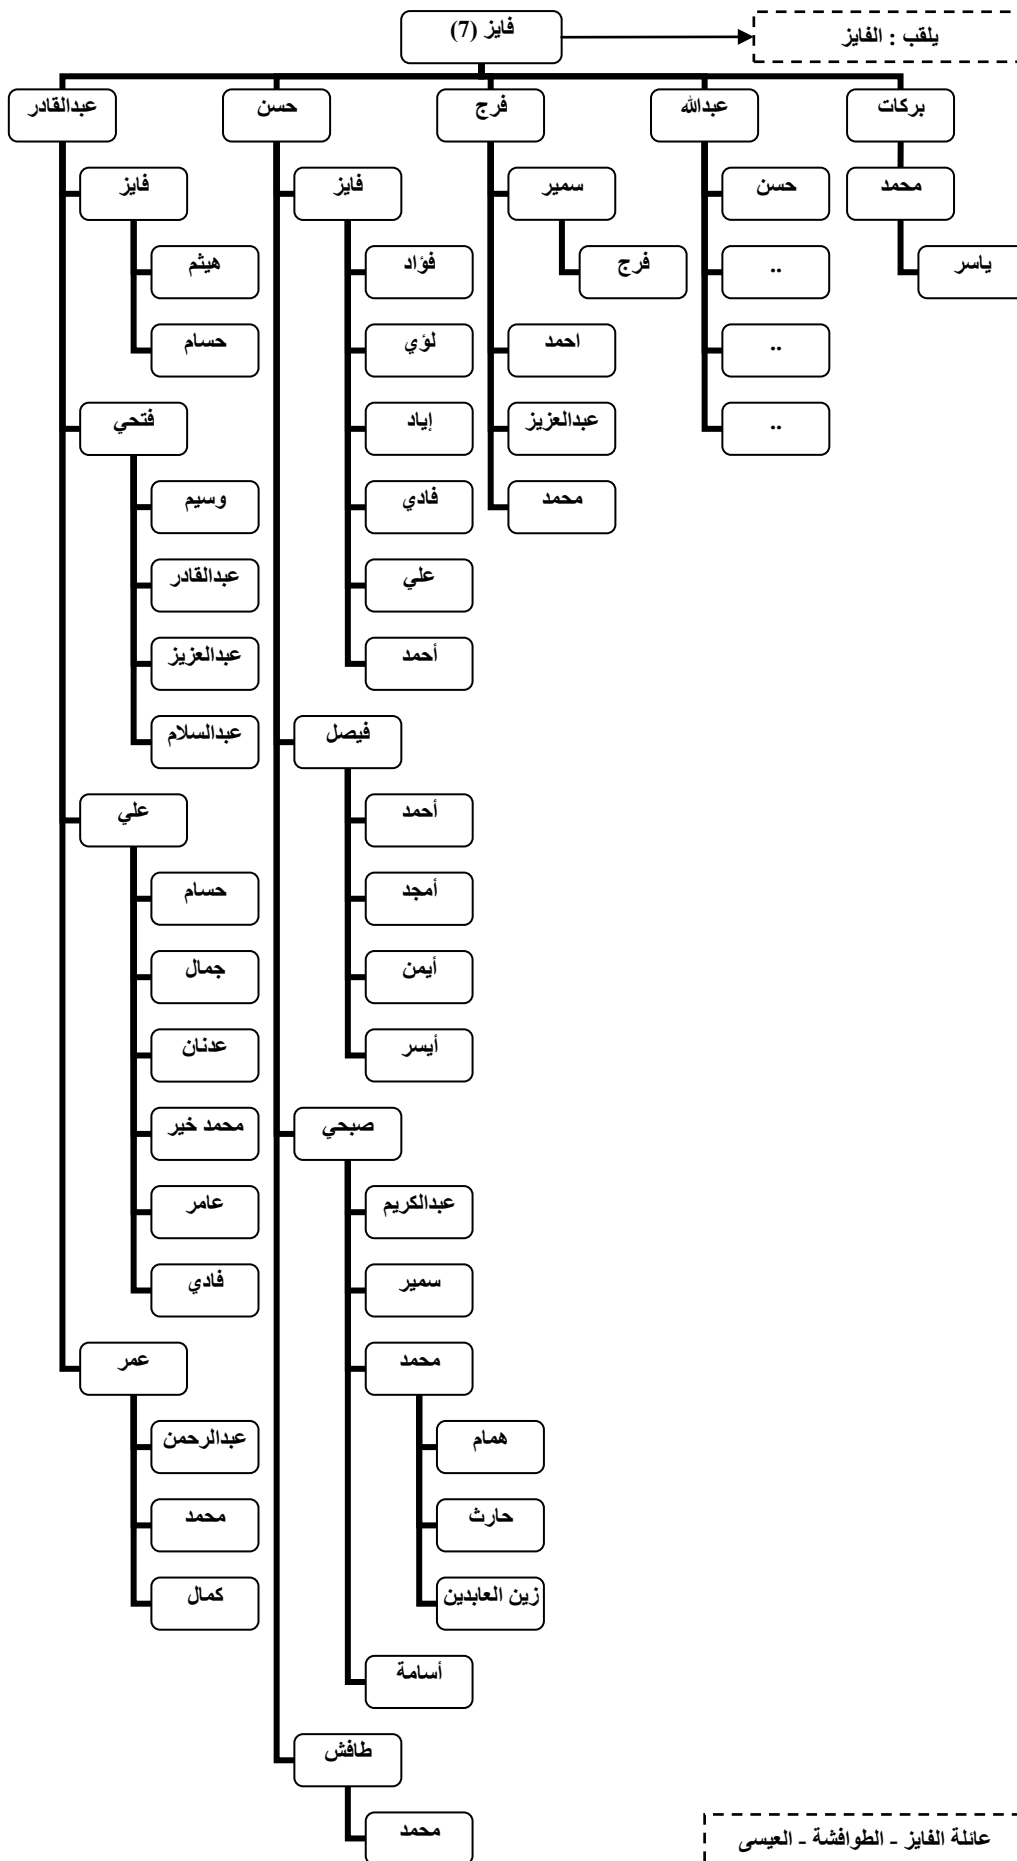 فايز (7)
يلقب : الفايز
بركات
عبدالله
فرج
حسن
عبدالقادر
محمد
ياسر
حسن
..
..
..
سمير
فرج
احمد
عبدالعزيز
محمد
فايز
فؤاد
لؤي
إياد
فادي
علي
أحمد
فيصل
أحمد
أمجد
أيمن
أيسر
صبحي
عبدالكريم
سمير
محمد
همام
حارث
زين العابدين
أسامة
طافش
محمد
فايز
هيثم
حسام
فتحي
وسيم
عبدالقادر
عبدالعزيز
عبدالسلام
علي
حسام
جمال
عدنان
محمد خير
عامر
فادي
عمر
عبدالرحمن
محمد
كمال
عائلة الفايز - الطوافشة - العيسى